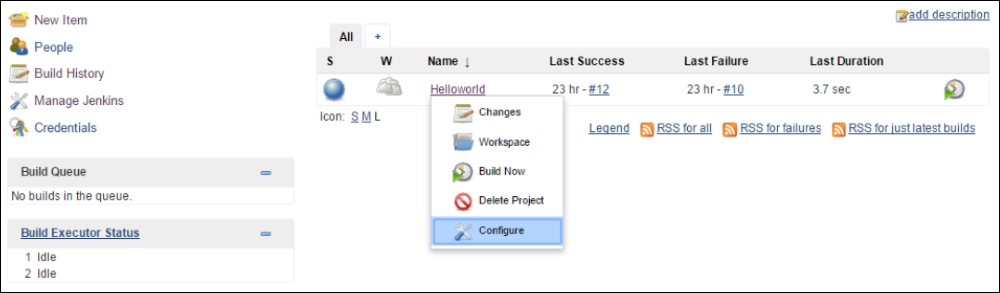 add description
New Item
People
Build History
Manage Jenkins
Credentials
Build Queue
No builds in the queue.
Build Executor Status
1 Idle
2 Idle
All +
S W Name ↓ Last Success Last Failure Last Duration
Helloworld 23 hr - #12 23 hr - #10 3.7 sec
Icon: S M L
Changes
Workspace
Build Now
Delete Project
Configure
Legend RSS for all RSS for failures RSS for just latest builds